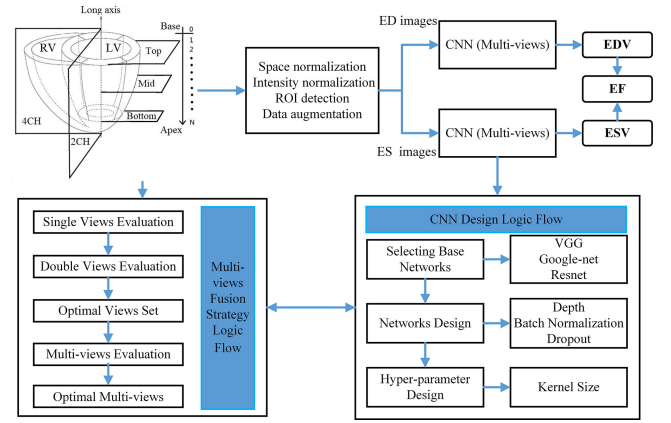 Long axis
Base
0
1
2
RV
LV
Top
Mid
Bottom
N
Apex
4CH
2CH
Space normalization
Intensity normalization
ROI detection
Data augmentation
ED images
CNN (Multi-views)
EDV
EF
ES images
CNN (Multi-views)
ESV
Single Views Evaluation
Double Views Evaluation
Optimal Views Set
Multi-views Evaluation
Optimal Multi-views
Multi-
views
Fusion
Strategy
Logic
Flow
CNN Design Logic Flow
Selecting Base
Networks
VGG
Google-net
Resnet
Networks Design
Depth
Batch Normalization
Dropout
Hyper-parameter
Design
Kernel Size